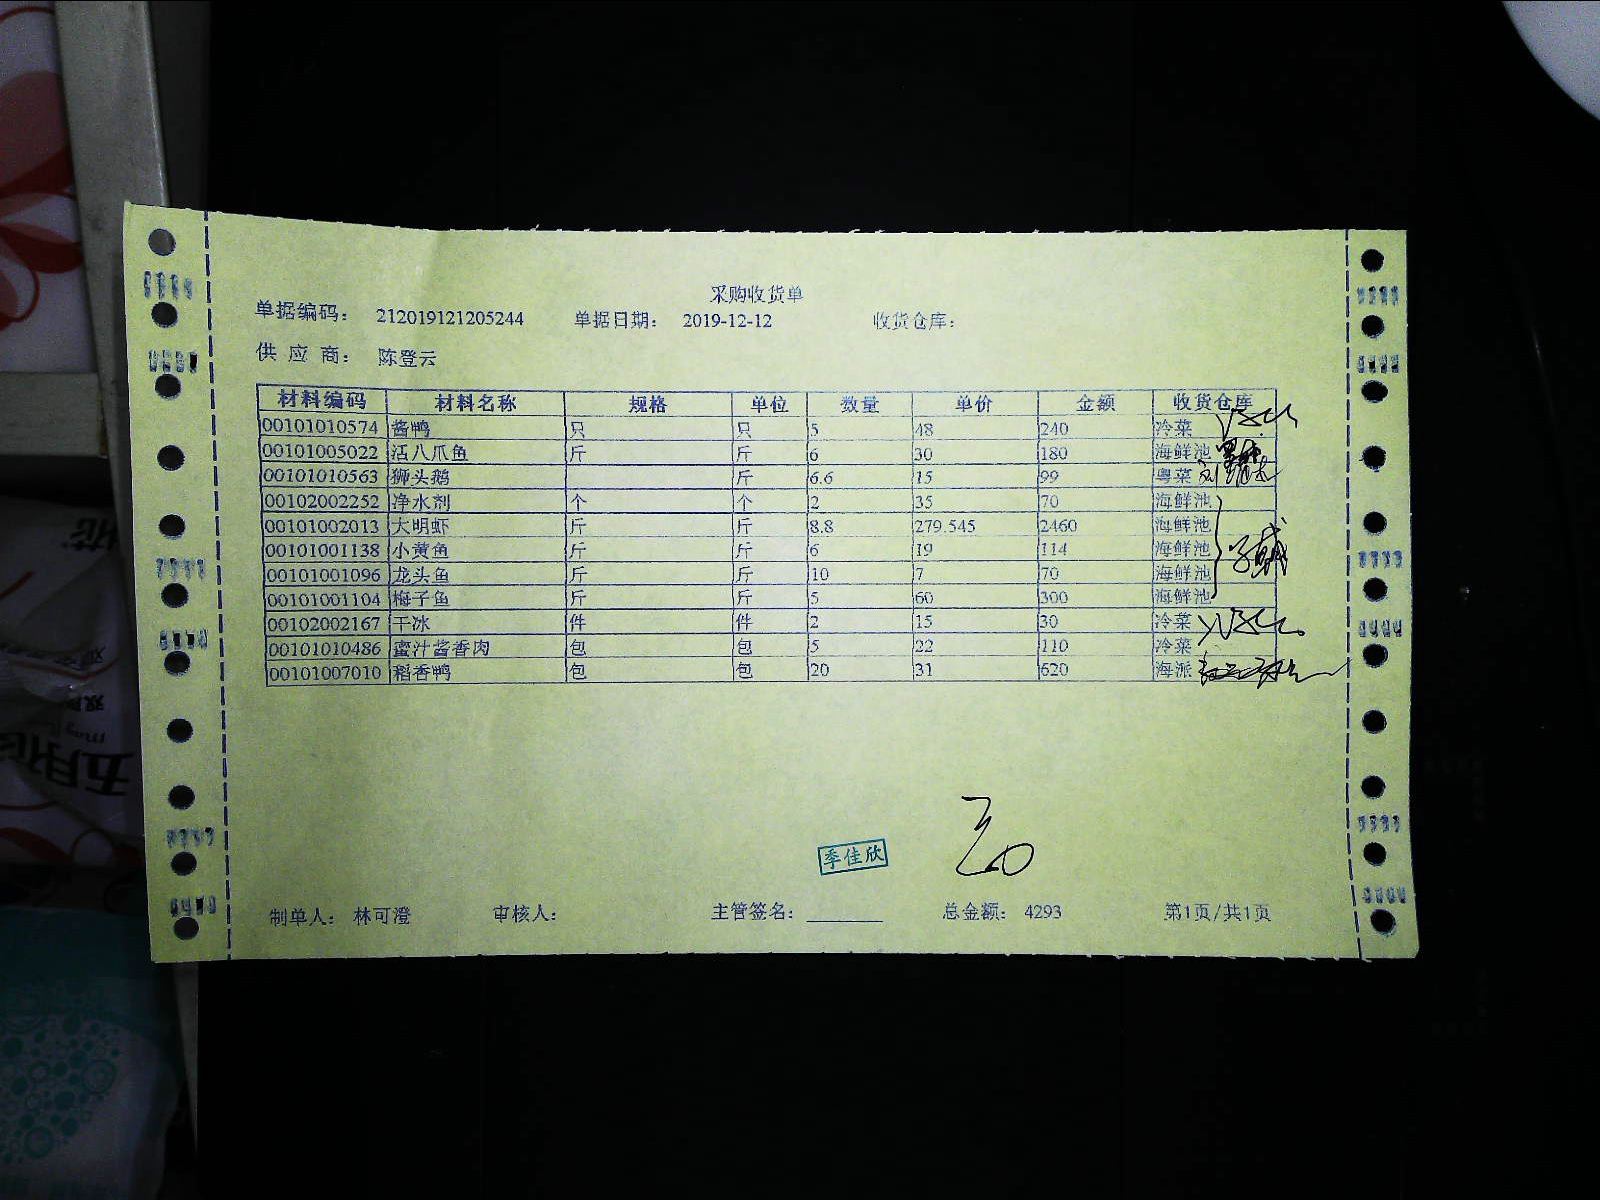 采购收货单
单据编码： 212019121205244 单据日期： 2019-12-12 收货仓库：
供应商： 陈登云
材料编码 材料名称 规格 单位 数量 单价 金额 收货仓库
00101010574 酱鸭 只 只 5 48 240 冷菜
00101005022 活八爪鱼 斤 斤 6 30 180 海鲜池
00101010563 狮头鹅 斤 6.6 15 99 粤菜
00102002252 净水剂 个 个 2 35 70 海鲜池
00101002013 大明虾 斤 斤 8.8 279.545 2460 海鲜池
00101001138 小黄鱼 斤 斤 6 19 114 海鲜池
00101001096 龙头鱼 斤 斤 10 7 70 海鲜池
00101001104 梅子鱼 斤 斤 5 60 300 海鲜池
00102002167 干冰 件 件 2 15 30 冷菜
00101010486 蜜汁酱香肉 包 包 5 22 110 冷菜
00101007010 稻香鸭 包 包 20 31 620 海派
季佳欣
制单人： 林可澄 审核人： 主管签名： 总金额： 4293 第1页/共1页
五月花